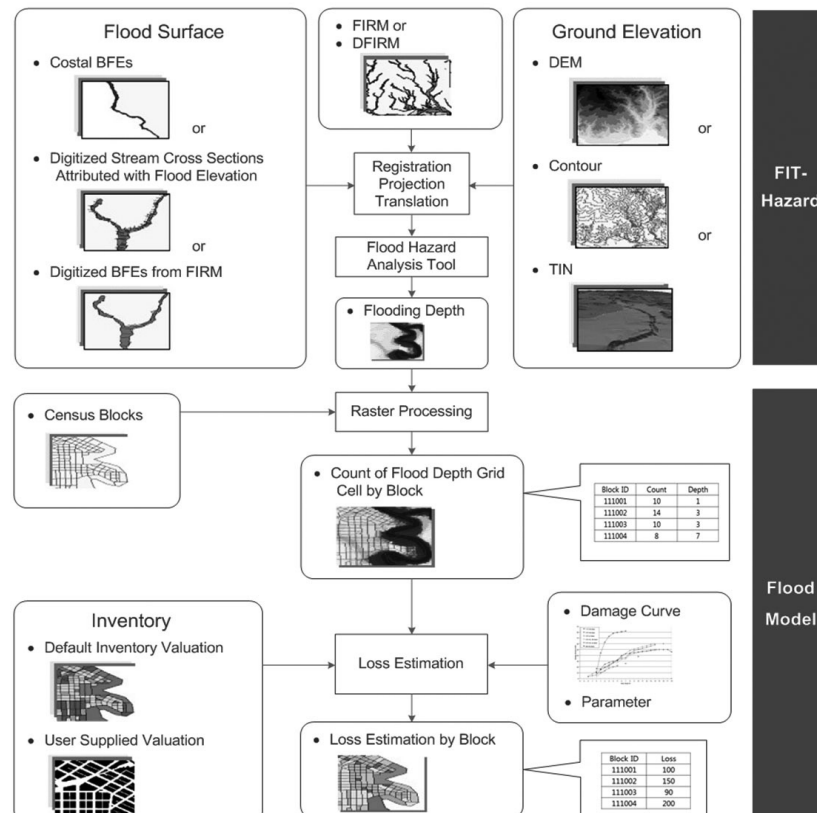 Flood Surface
• Costal BFEs
or
• Digitized Stream Cross Sections
Attributed with Flood Elevation
or
• Digitized BFEs from FIRM
• FIRM or
• DFIRM
Registration
Projection
Translation
Flood Hazard
Analysis Tool
• Flooding Depth
Ground Elevation
• DEM
or
• Contour
or
• TIN
FIT-
Hazard
• Census Blocks
Raster Processing
• Count of Flood Depth Grid
Cell by Block
Block ID Count Depth
111001 10 1
111002 14 3
111003 10 3
111004 8 7
Flood
Model
Inventory
• Default Inventory Valuation
• User Supplied Valuation
Loss Estimation
• Damage Curve
• Parameter
• Loss Estimation by Block
Block ID Loss
111001 100
111002 150
111003 90
111004 200